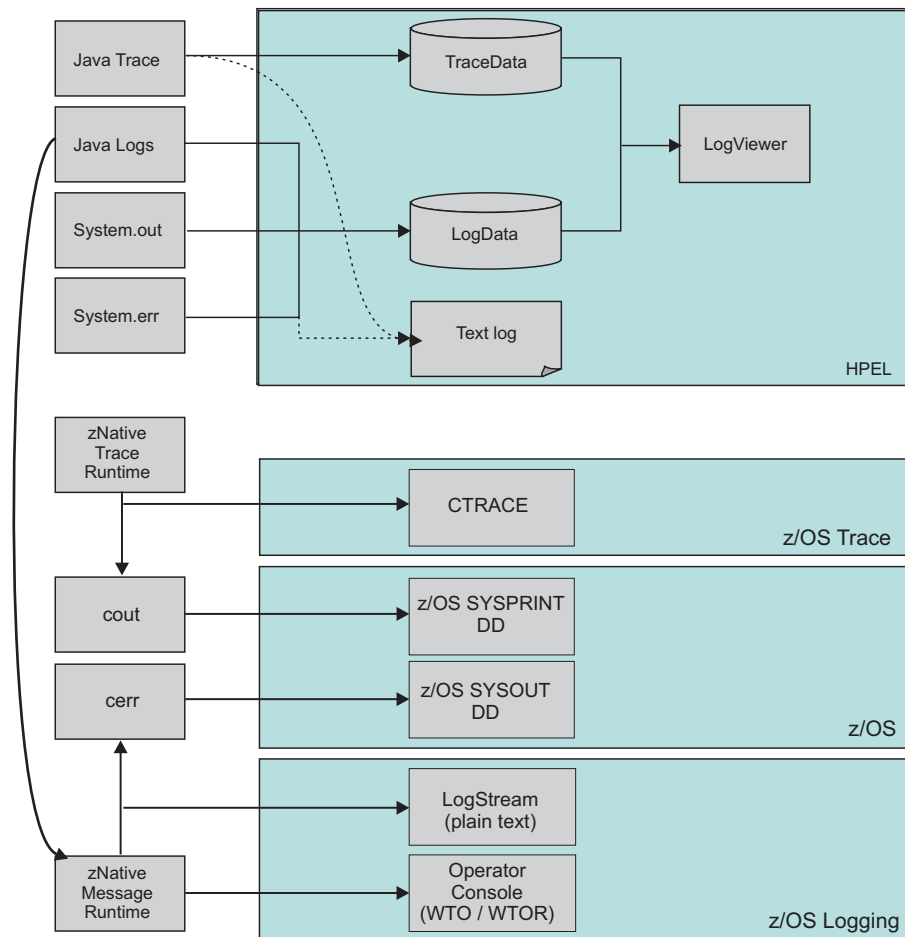 Java Trace
TraceData
Java Logs
LogViewer
System.out
LogData
System.err
Text log
HPEL
zNative
Trace
Runtime
CTRACE
z/OS Trace
cout
z/OS SYSPRINT
DD
cerr
z/OS SYSOUT
DD
z/OS
LogStream
(plain text)
zNative
Message
Runtime
Operator
Console
(WTO / WTOR)
z/OS Logging